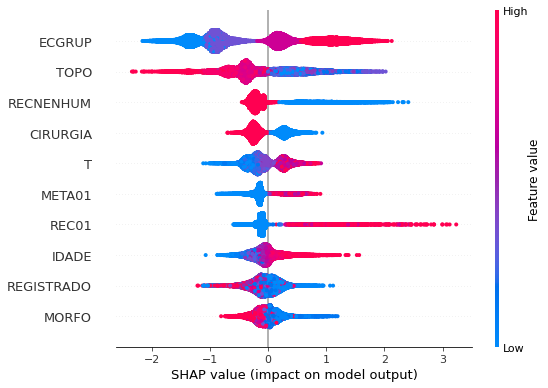 High
ECGRUP
TOPO
RECNENHUM
CIRURGIA
T
META01
REC01
IDADE
REGISTRADO
MORFO
Feature value
Low
−2 −1 0 1 2 3
SHAP value (impact on model output)